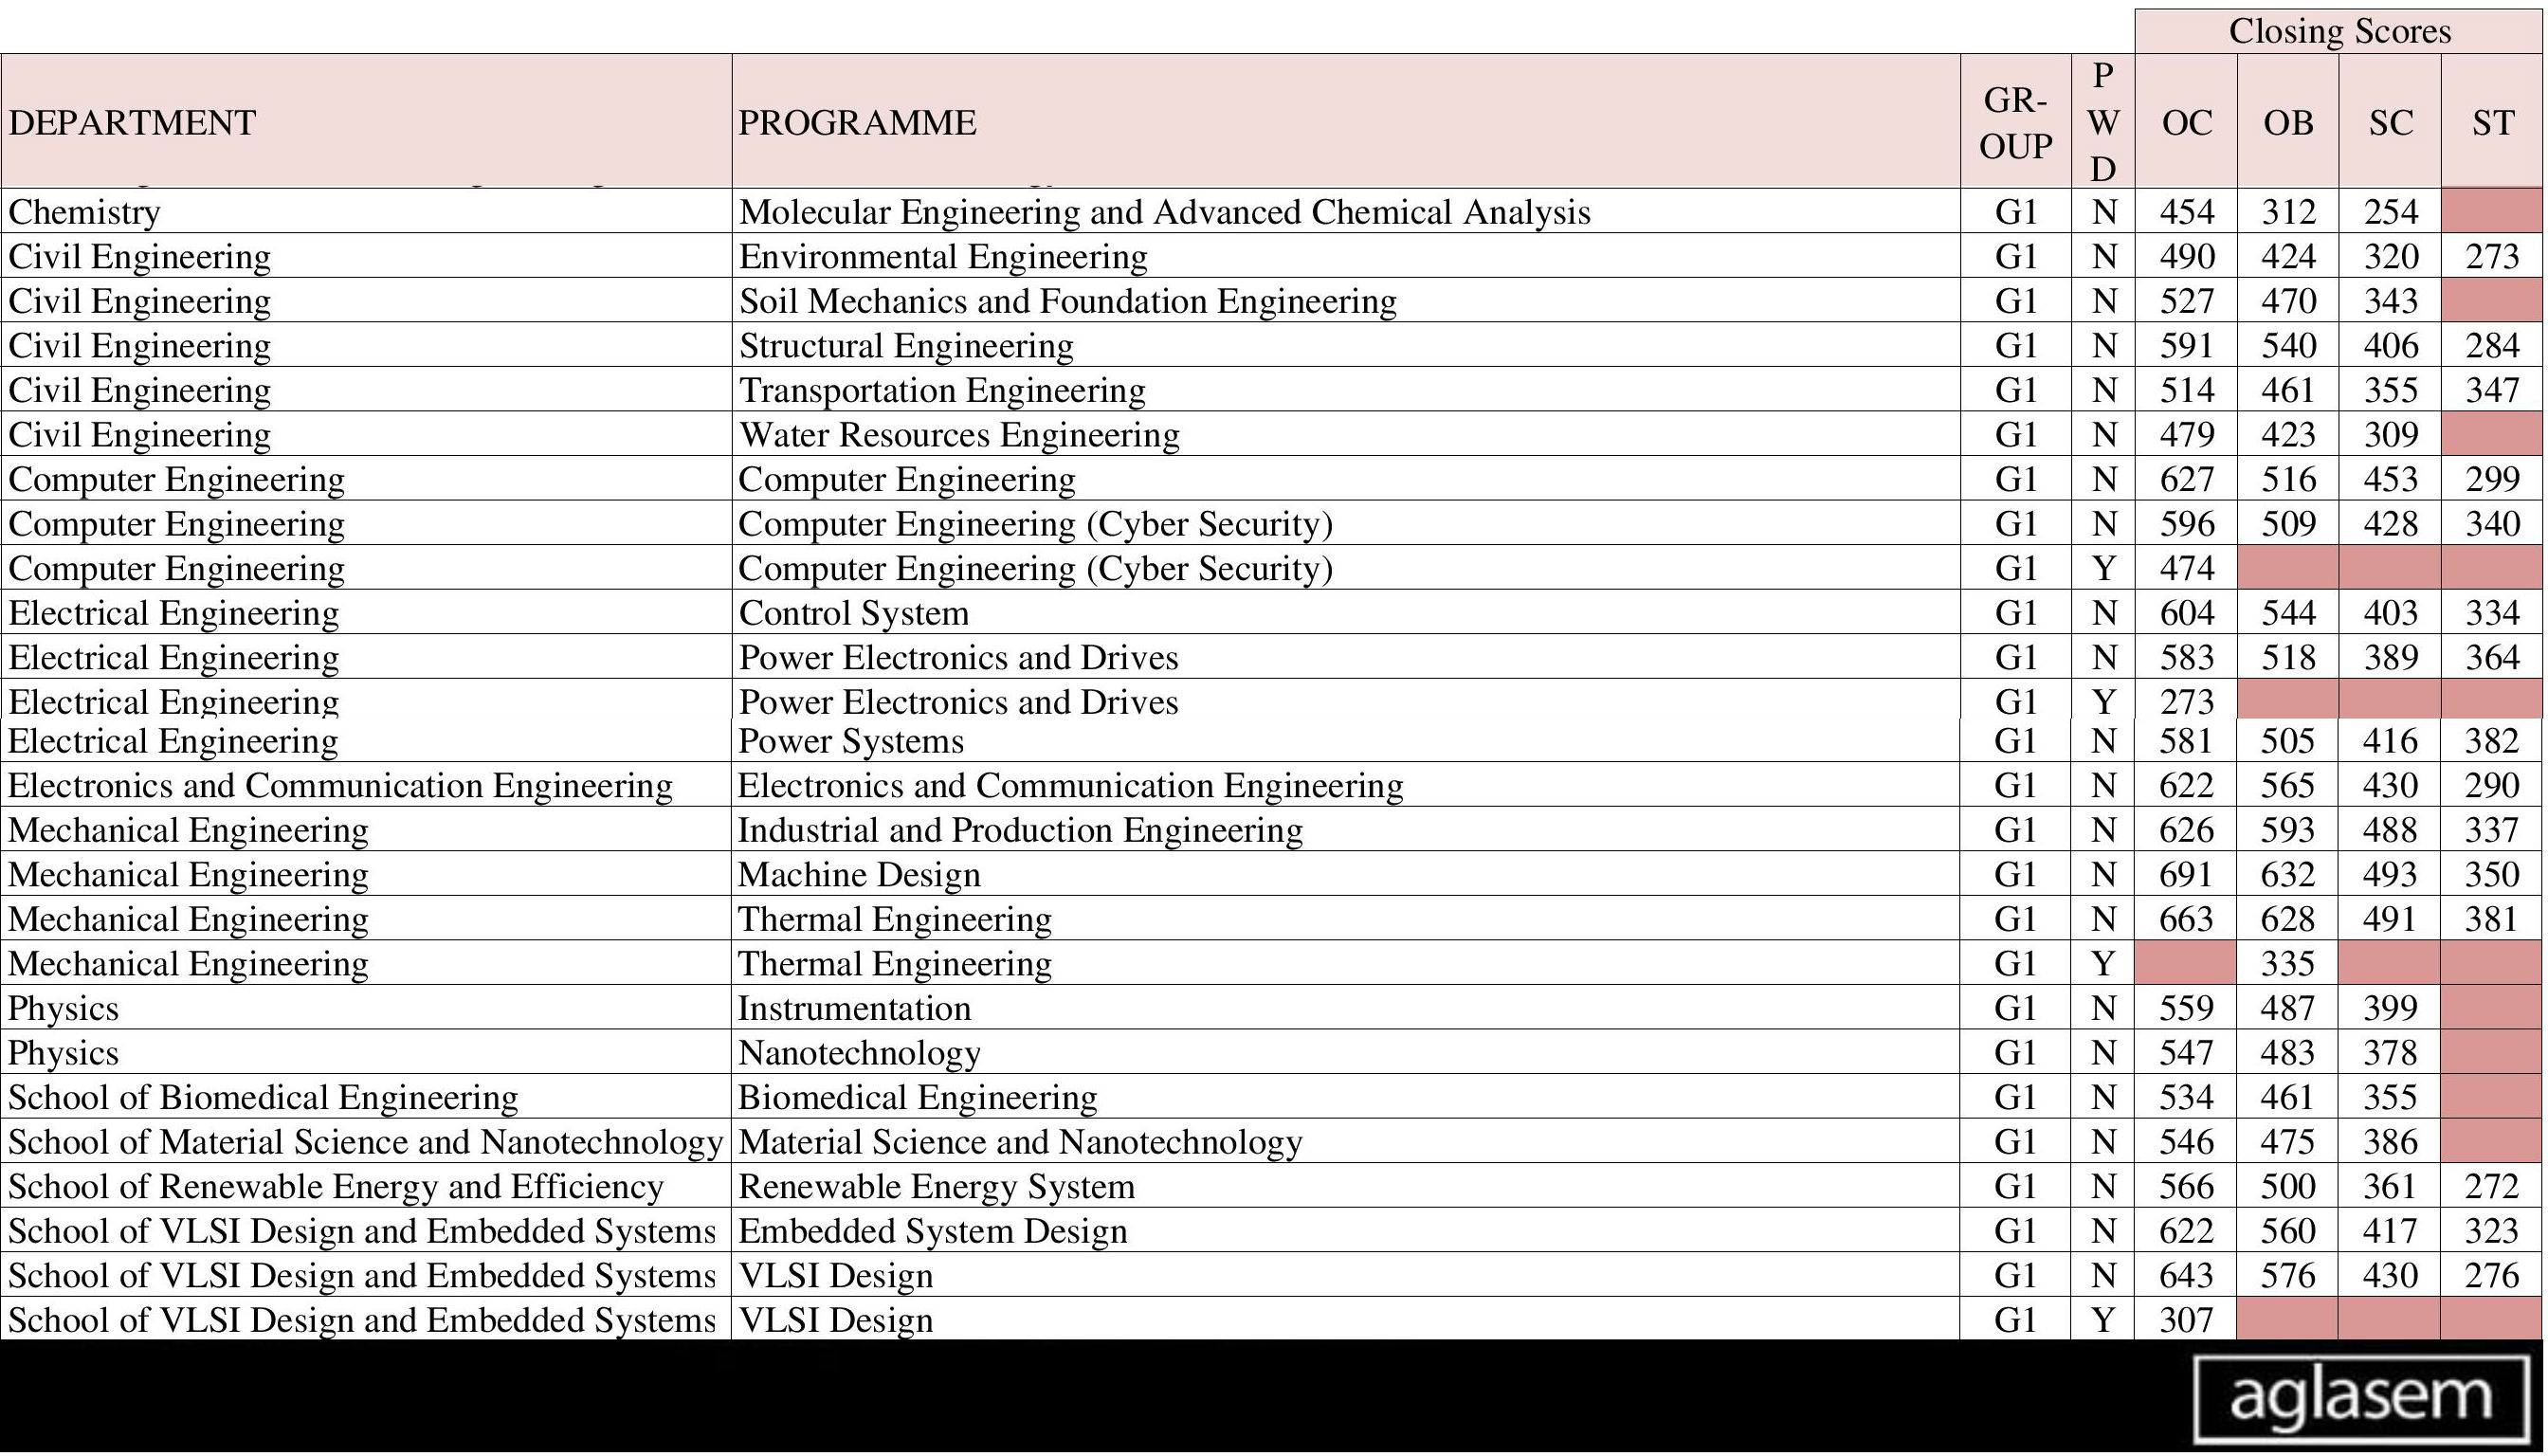 Closing Scores
DEPARTMENT PROGRAMME GR-OUP PWD OC OB SC ST
Chemistry Molecular Engineering and Advanced Chemical Analysis G1 N 454 312 254
Civil Engineering Environmental Engineering G1 N 490 424 320 273
Civil Engineering Soil Mechanics and Foundation Engineering G1 N 527 470 343
Civil Engineering Structural Engineering G1 N 591 540 406 284
Civil Engineering Transportation Engineering G1 N 514 461 355 347
Civil Engineering Water Resources Engineering G1 N 479 423 309
Computer Engineering Computer Engineering G1 N 627 516 453 299
Computer Engineering Computer Engineering (Cyber Security) G1 N 596 509 428 340
Computer Engineering Computer Engineering (Cyber Security) G1 Y 474
Electrical Engineering Control System G1 N 604 544 403 334
Electrical Engineering Power Electronics and Drives G1 N 583 518 389 364
Electrical Engineering Power Electronics and Drives G1 Y 273
Electrical Engineering Power Systems G1 N 581 505 416 382
Electronics and Communication Engineering Electronics and Communication Engineering G1 N 622 565 430 290
Mechanical Engineering Industrial and Production Engineering G1 N 626 593 488 337
Mechanical Engineering Machine Design G1 N 691 632 493 350
Mechanical Engineering Thermal Engineering G1 N 663 628 491 381
Mechanical Engineering Thermal Engineering G1 Y 335
Physics Instrumentation G1 N 559 487 399
Physics Nanotechnology G1 N 547 483 378
School of Biomedical Engineering Biomedical Engineering G1 N 534 461 355
School of Material Science and Nanotechnology Material Science and Nanotechnology G1 N 546 475 386
School of Renewable Energy and Efficiency Renewable Energy System G1 N 566 500 361 272
School of VLSI Design and Embedded Systems Embedded System Design G1 N 622 560 417 323
School of VLSI Design and Embedded Systems VLSI Design G1 N 643 576 430 276
School of VLSI Design and Embedded Systems VLSI Design G1 Y 307
aglasem